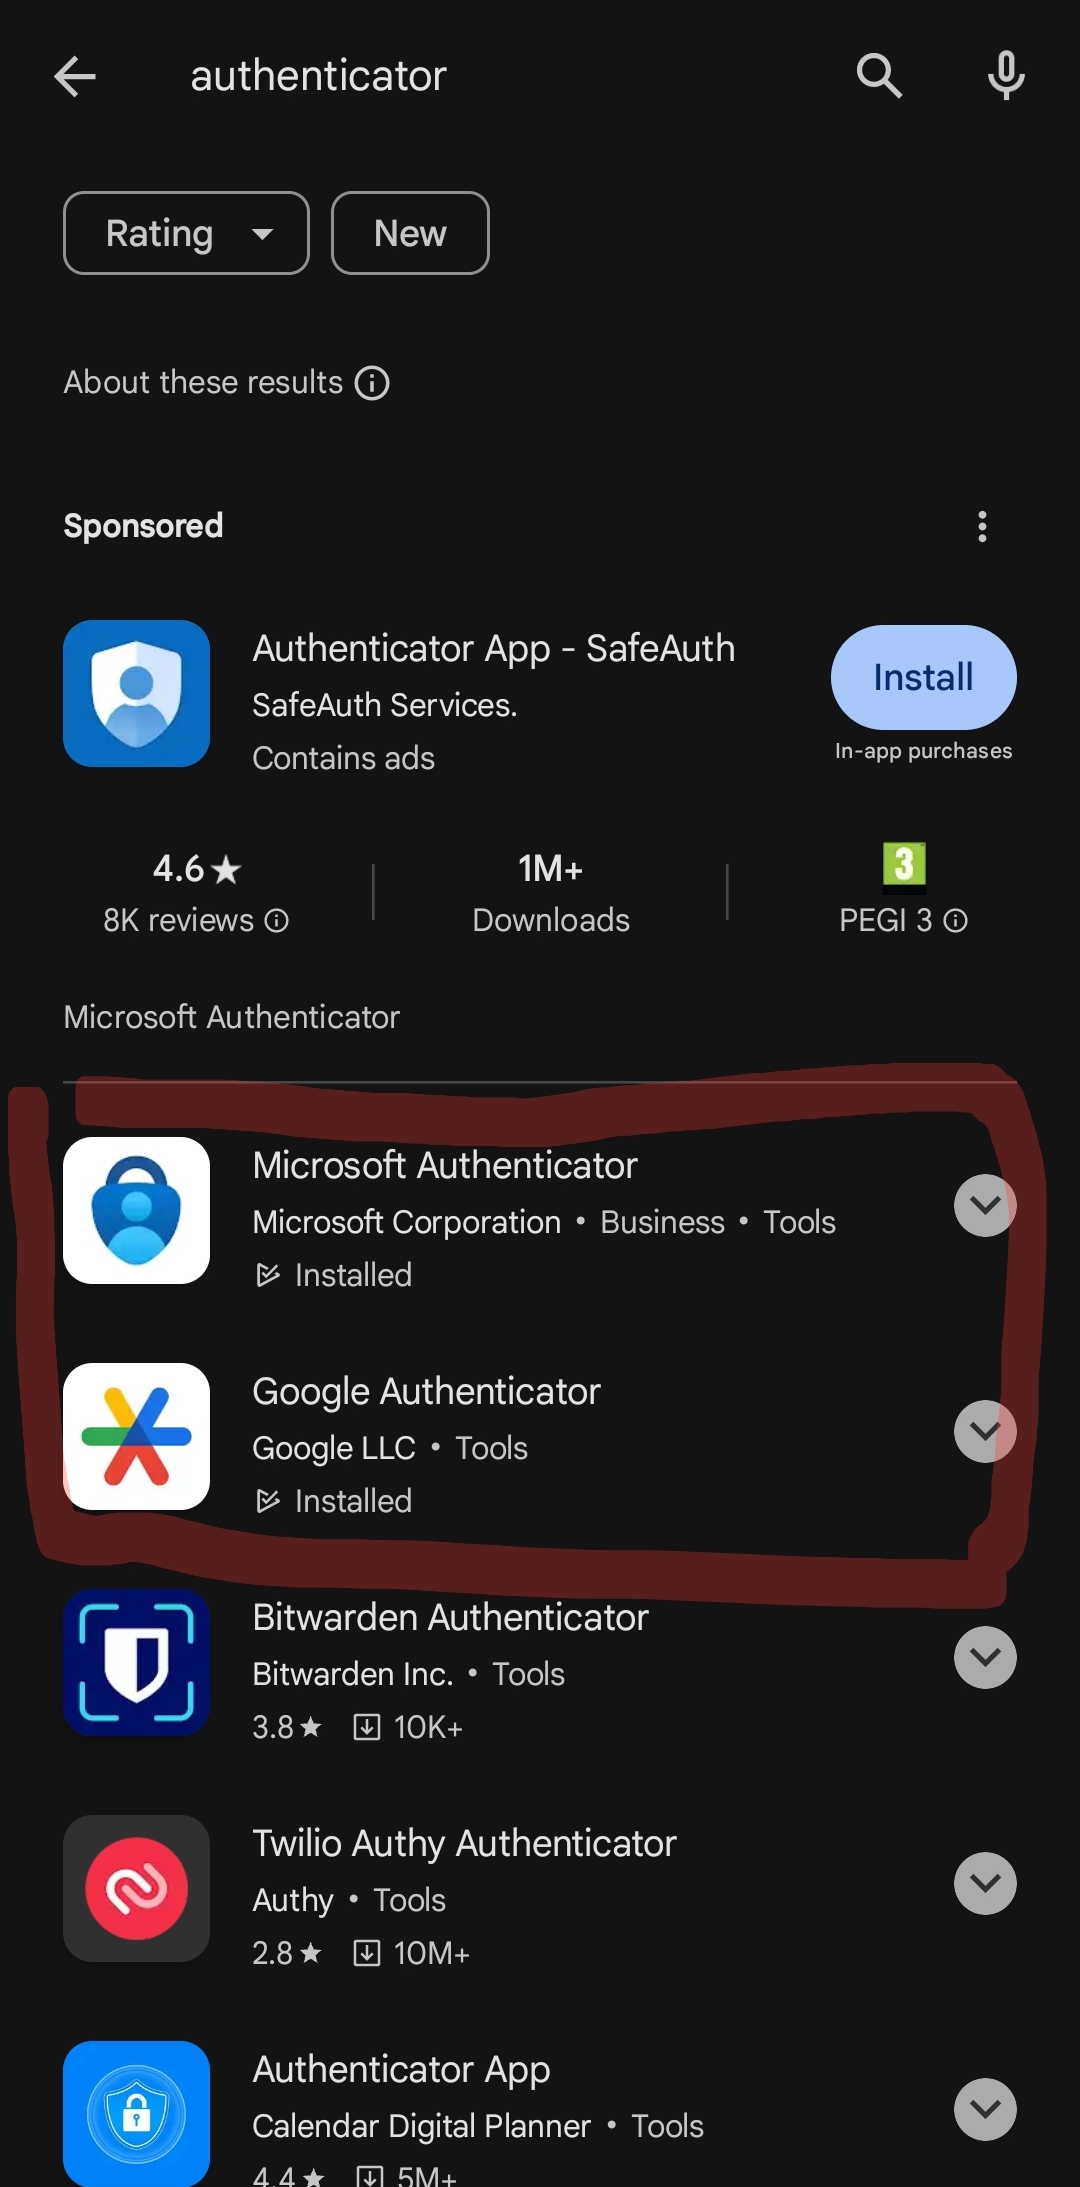 authenticator
Rating
New
About these results
Sponsored
Authenticator App - SafeAuth
SafeAuth Services.
Contains ads
Install
In-app purchases
4.6★
8K reviews
1M+
Downloads
3
PEGI 3
Microsoft Authenticator
Microsoft Authenticator
Microsoft Corporation • Business • Tools
Installed
Google Authenticator
Google LLC • Tools
Installed
Bitwarden Authenticator
Bitwarden Inc. • Tools
3.8★ 10K+
Twilio Authy Authenticator
Authy • Tools
2.8★ 10M+
Authenticator App
Calendar Digital Planner • Tools
4.4★ 5M+